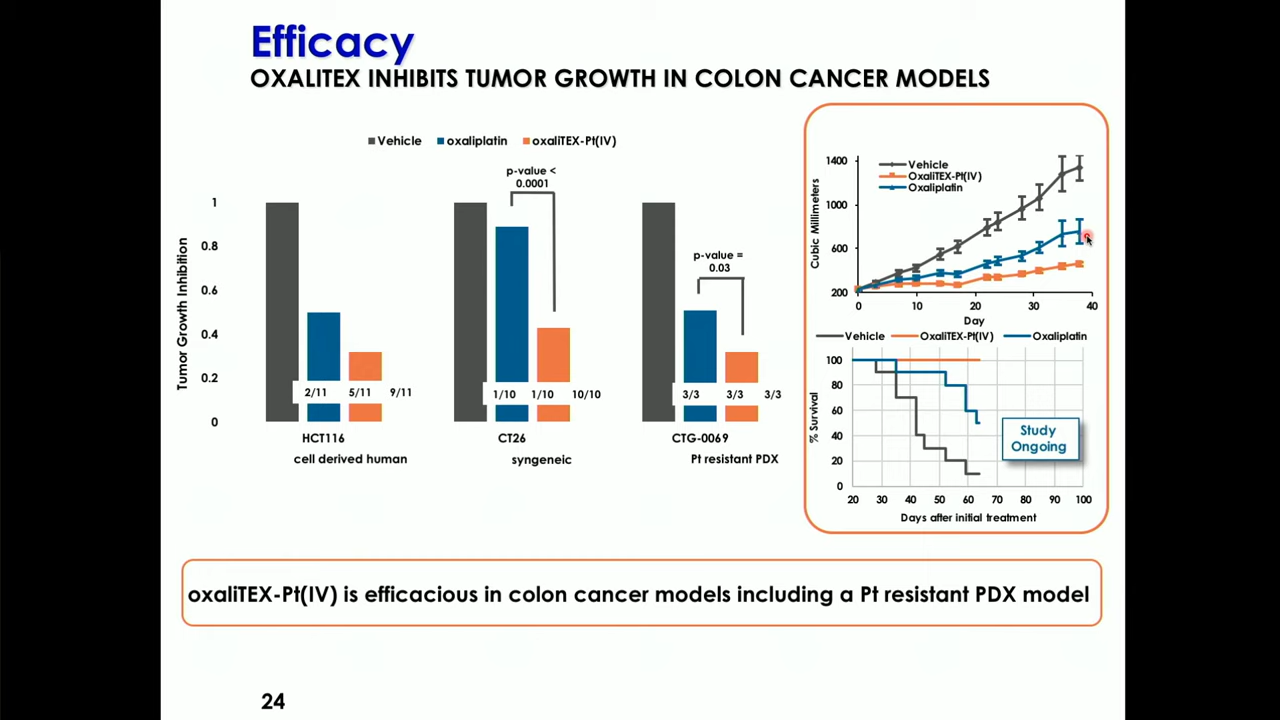 Efficacy
OXALITEX INHIBITS TUMOR GROWTH IN COLON CANCER MODELS
Vehicle oxaliplatin oxaliTEX-Pt(IV)
Tumor Growth Inhibition
1
0.8
0.6
0.4
0.2
0
p-value <
0.0001
p-value =
0.03
2/11 5/11 9/11
1/10 1/10 10/10
3/3 3/3 3/3
HCT116
CT26
CTG-0069
cell derived human
syngeneic
Pt resistant PDX
Cubic Millimeters
1400
1000
600
200
Vehicle
OxaliTEX-Pt(IV)
Oxaliplatin
0 10 20 30 40
Day
Vehicle OxaliTEX-Pt(IV) Oxaliplatin
% Survival
100
80
60
40
20
0
Study
Ongoing
20 30 40 50 60 70 80 90 100
Days after initial treatment
oxaliTEX-Pt(IV) is efficacious in colon cancer models including a Pt resistant PDX model
24